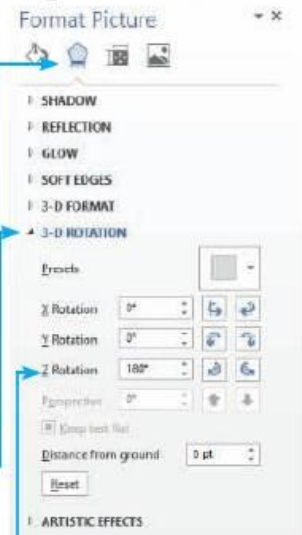 Format Picture
SHADOW
REFLECTION
GLOW
SOFT EDGES
3-D FORMAT
3-D ROTATION
Presets
X Rotation 0°
Y Rotation 0°
Z Rotation 180°
Perspective 0°
Keep text flat
Distance from ground 0 pt
Reset
ARTISTIC EFFECTS